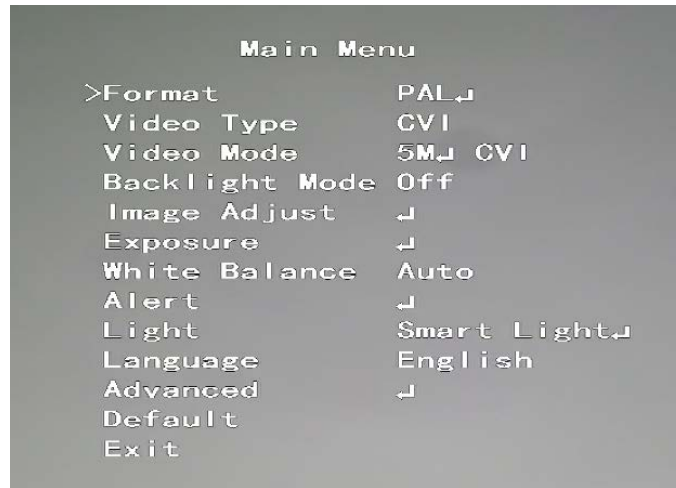 Main Menu
>Format PAL↵
Video Type CVI
Video Mode 5M↵ CVI
Backlight Mode Off
Image Adjust ↵
Exposure ↵
White Balance Auto
Alert ↵
Light Smart Light↵
Language English
Advanced ↵
Default
Exit